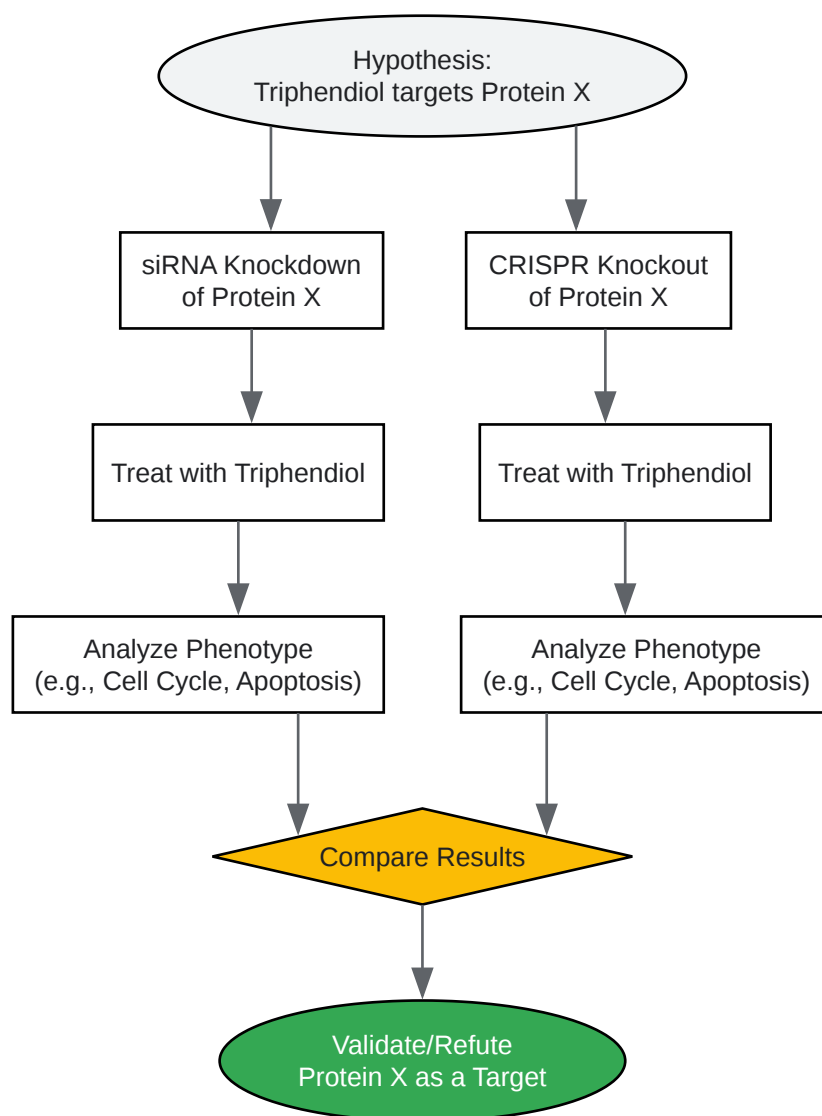 Hypothesis:
Triphendiol targets Protein X
siRNA Knockdown
of Protein X
CRISPR Knockout
of Protein X
Treat with Triphendiol
Treat with Triphendiol
Analyze Phenotype
(e.g., Cell Cycle, Apoptosis)
Analyze Phenotype
(e.g., Cell Cycle, Apoptosis)
Compare Results
Validate/Refute
Protein X as a Target